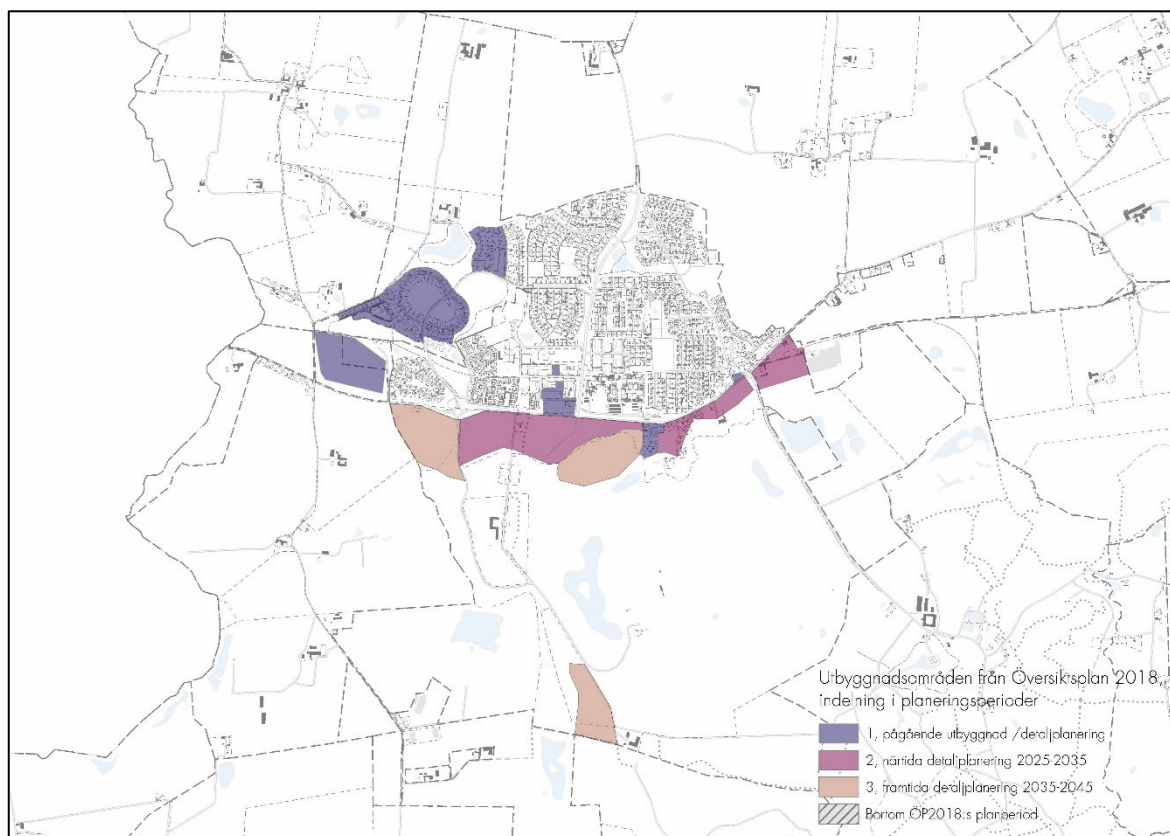 Utbyggnadsområden från Översiktsplan 2018,
indelning i planeringsperioder
1, pågående utbyggnad /detaljplanering
2, närtida detaljplanering 2025-2035
3, framtida detaljplanering 2035-2045
Bortom ÖP2018:s planperiod